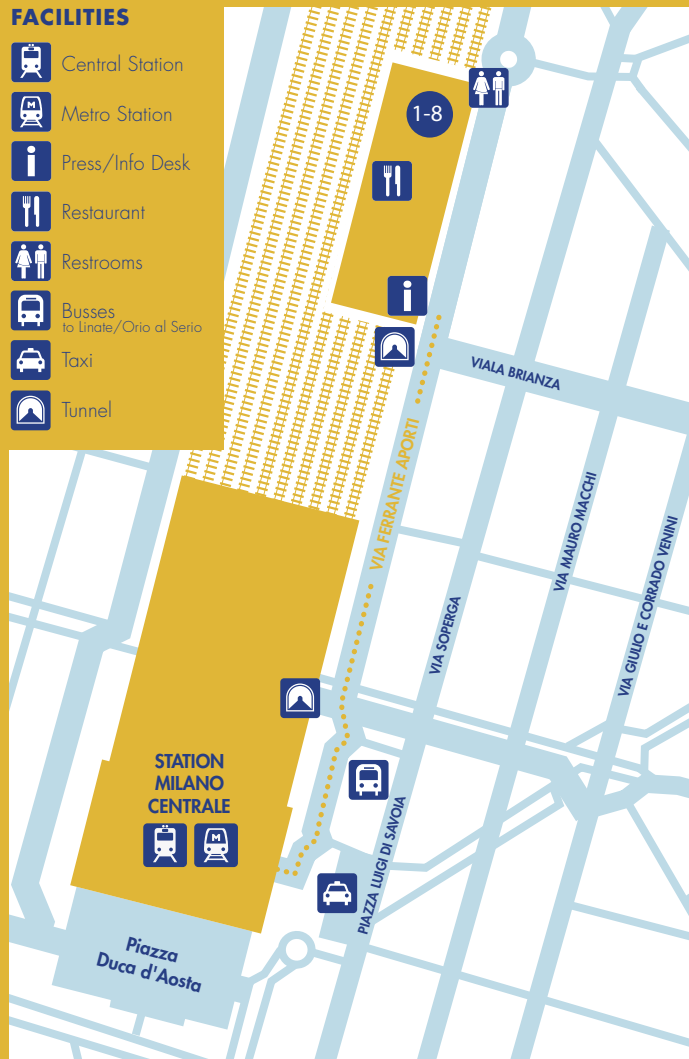 FACILITIES
Central Station
Metro Station
M
Press/Info Desk
i
Restaurant
Restrooms
Busses
to Linate/Orio al Serio
Taxi
Tunnel
1-8
i
VIALA BRIANZA
VIA FERRANTE APORTI
VIA MAURO MACCHI
VIA GIULIO E CORRADO VENINI
VIA SOPERGA
STATION
MILANO
CENTRALE
M
PIAZZA LUIGI DI SAVOIA
Piazza
Duca d'Aosta